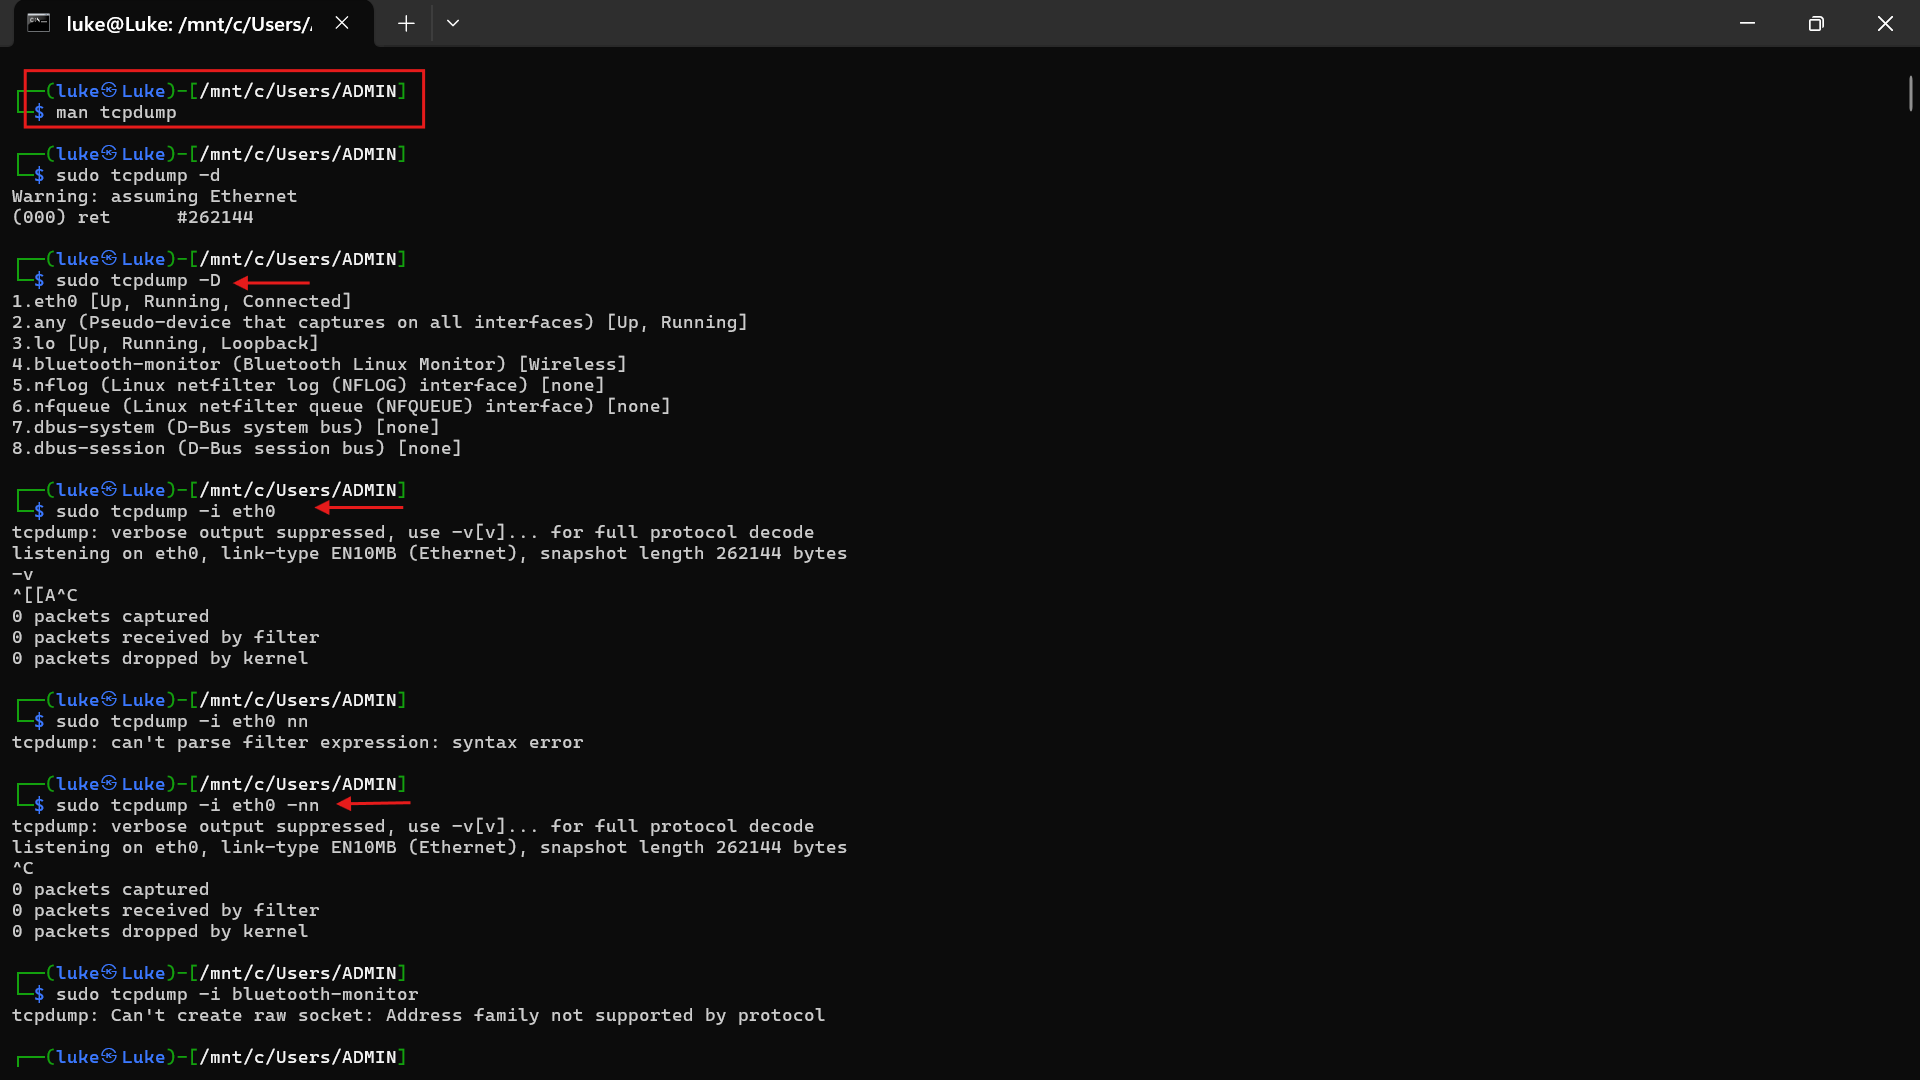 luke@Luke: /mnt/c/Users/
┌──(luke㉿Luke)-[/mnt/c/Users/ADMIN]
└─$ man tcpdump
┌──(luke㉿Luke)-[/mnt/c/Users/ADMIN]
└─$ sudo tcpdump -d
Warning: assuming Ethernet
(000) ret      #262144
┌──(luke㉿Luke)-[/mnt/c/Users/ADMIN]
└─$ sudo tcpdump -D
1.eth0 [Up, Running, Connected]
2.any (Pseudo-device that captures on all interfaces) [Up, Running]
3.lo [Up, Running, Loopback]
4.bluetooth-monitor (Bluetooth Linux Monitor) [Wireless]
5.nflog (Linux netfilter log (NFLOG) interface) [none]
6.nfqueue (Linux netfilter queue (NFQUEUE) interface) [none]
7.dbus-system (D-Bus system bus) [none]
8.dbus-session (D-Bus session bus) [none]
┌──(luke㉿Luke)-[/mnt/c/Users/ADMIN]
└─$ sudo tcpdump -i eth0
tcpdump: verbose output suppressed, use -v[v]... for full protocol decode
listening on eth0, link-type EN10MB (Ethernet), snapshot length 262144 bytes
-v
^[[A^C
0 packets captured
0 packets received by filter
0 packets dropped by kernel
┌──(luke㉿Luke)-[/mnt/c/Users/ADMIN]
└─$ sudo tcpdump -i eth0 nn
tcpdump: can't parse filter expression: syntax error
┌──(luke㉿Luke)-[/mnt/c/Users/ADMIN]
└─$ sudo tcpdump -i eth0 -nn
tcpdump: verbose output suppressed, use -v[v]... for full protocol decode
listening on eth0, link-type EN10MB (Ethernet), snapshot length 262144 bytes
^C
0 packets captured
0 packets received by filter
0 packets dropped by kernel
┌──(luke㉿Luke)-[/mnt/c/Users/ADMIN]
└─$ sudo tcpdump -i bluetooth-monitor
tcpdump: Can't create raw socket: Address family not supported by protocol
┌──(luke㉿Luke)-[/mnt/c/Users/ADMIN]